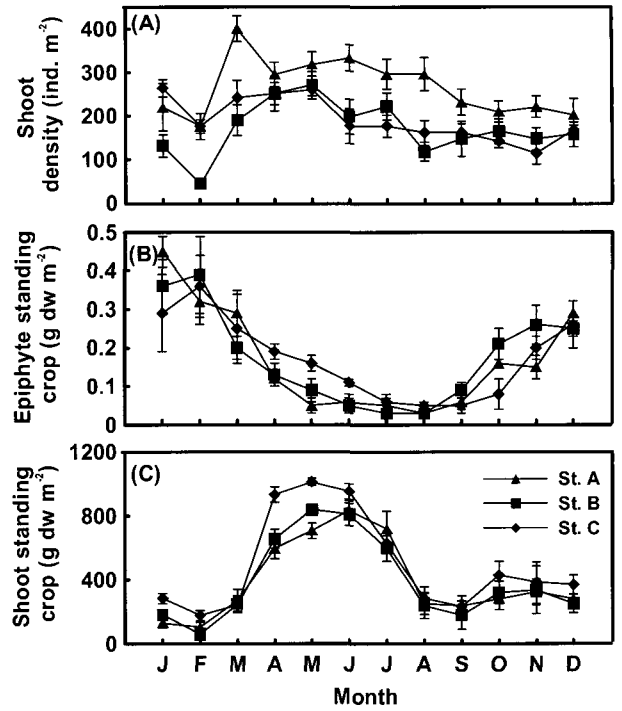 (A)
Shoot
density (ind. m-2)
400
300
200
100
0
(B)
Epiphyte standing
crop (g dw m-2)
0.5
0.4
0.3
0.2
0.1
0
(C)
Shoot standing
crop (g dw m-2)
1200
800
400
0
St. A
St. B
St. C
J F M A M J J A S O N D
Month